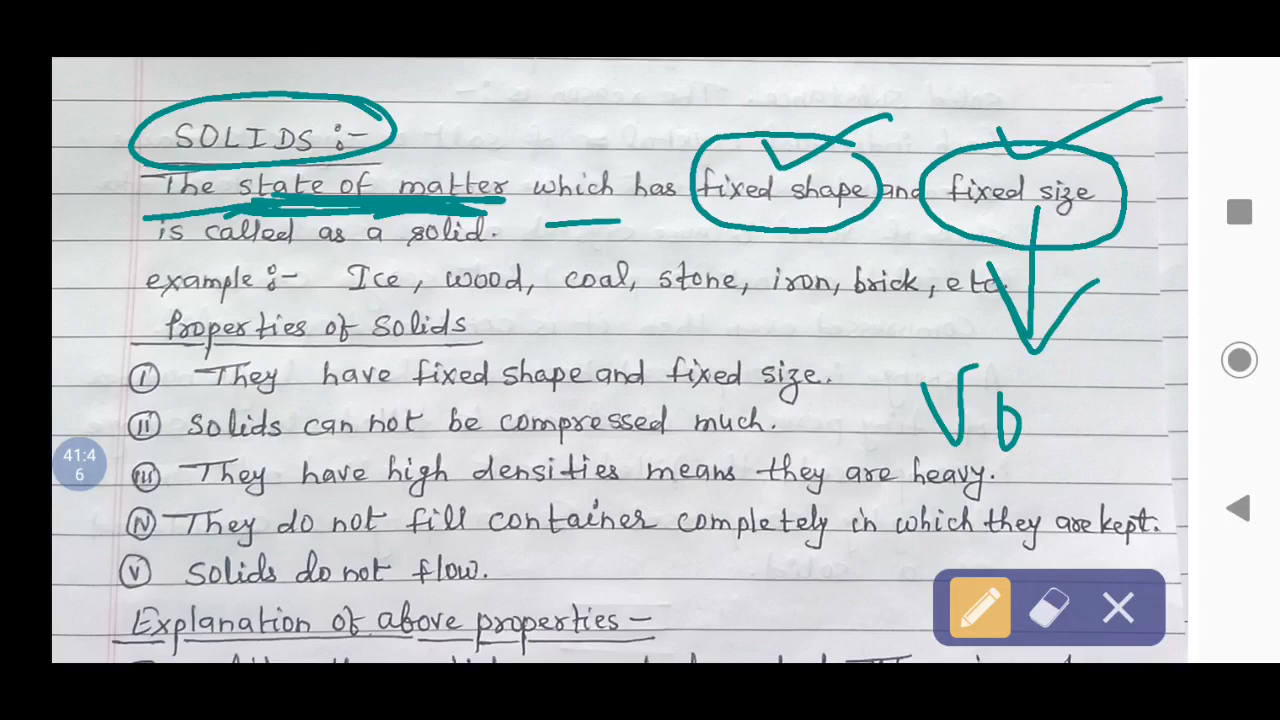 SOLIDS :-
The state of matter which has fixed shape and fixed size
is called as a solid.
example :- Ice, wood, coal, stone, iron, brick, etc.
Properties of solids
I They have fixed shape and fixed size.
II Solids can not be compressed much.
III They have high densities means they are heavy.
IV They do not fill container completely in which they are kept.
V Solids do not flow.
Explanation of above properties -
41:4
6